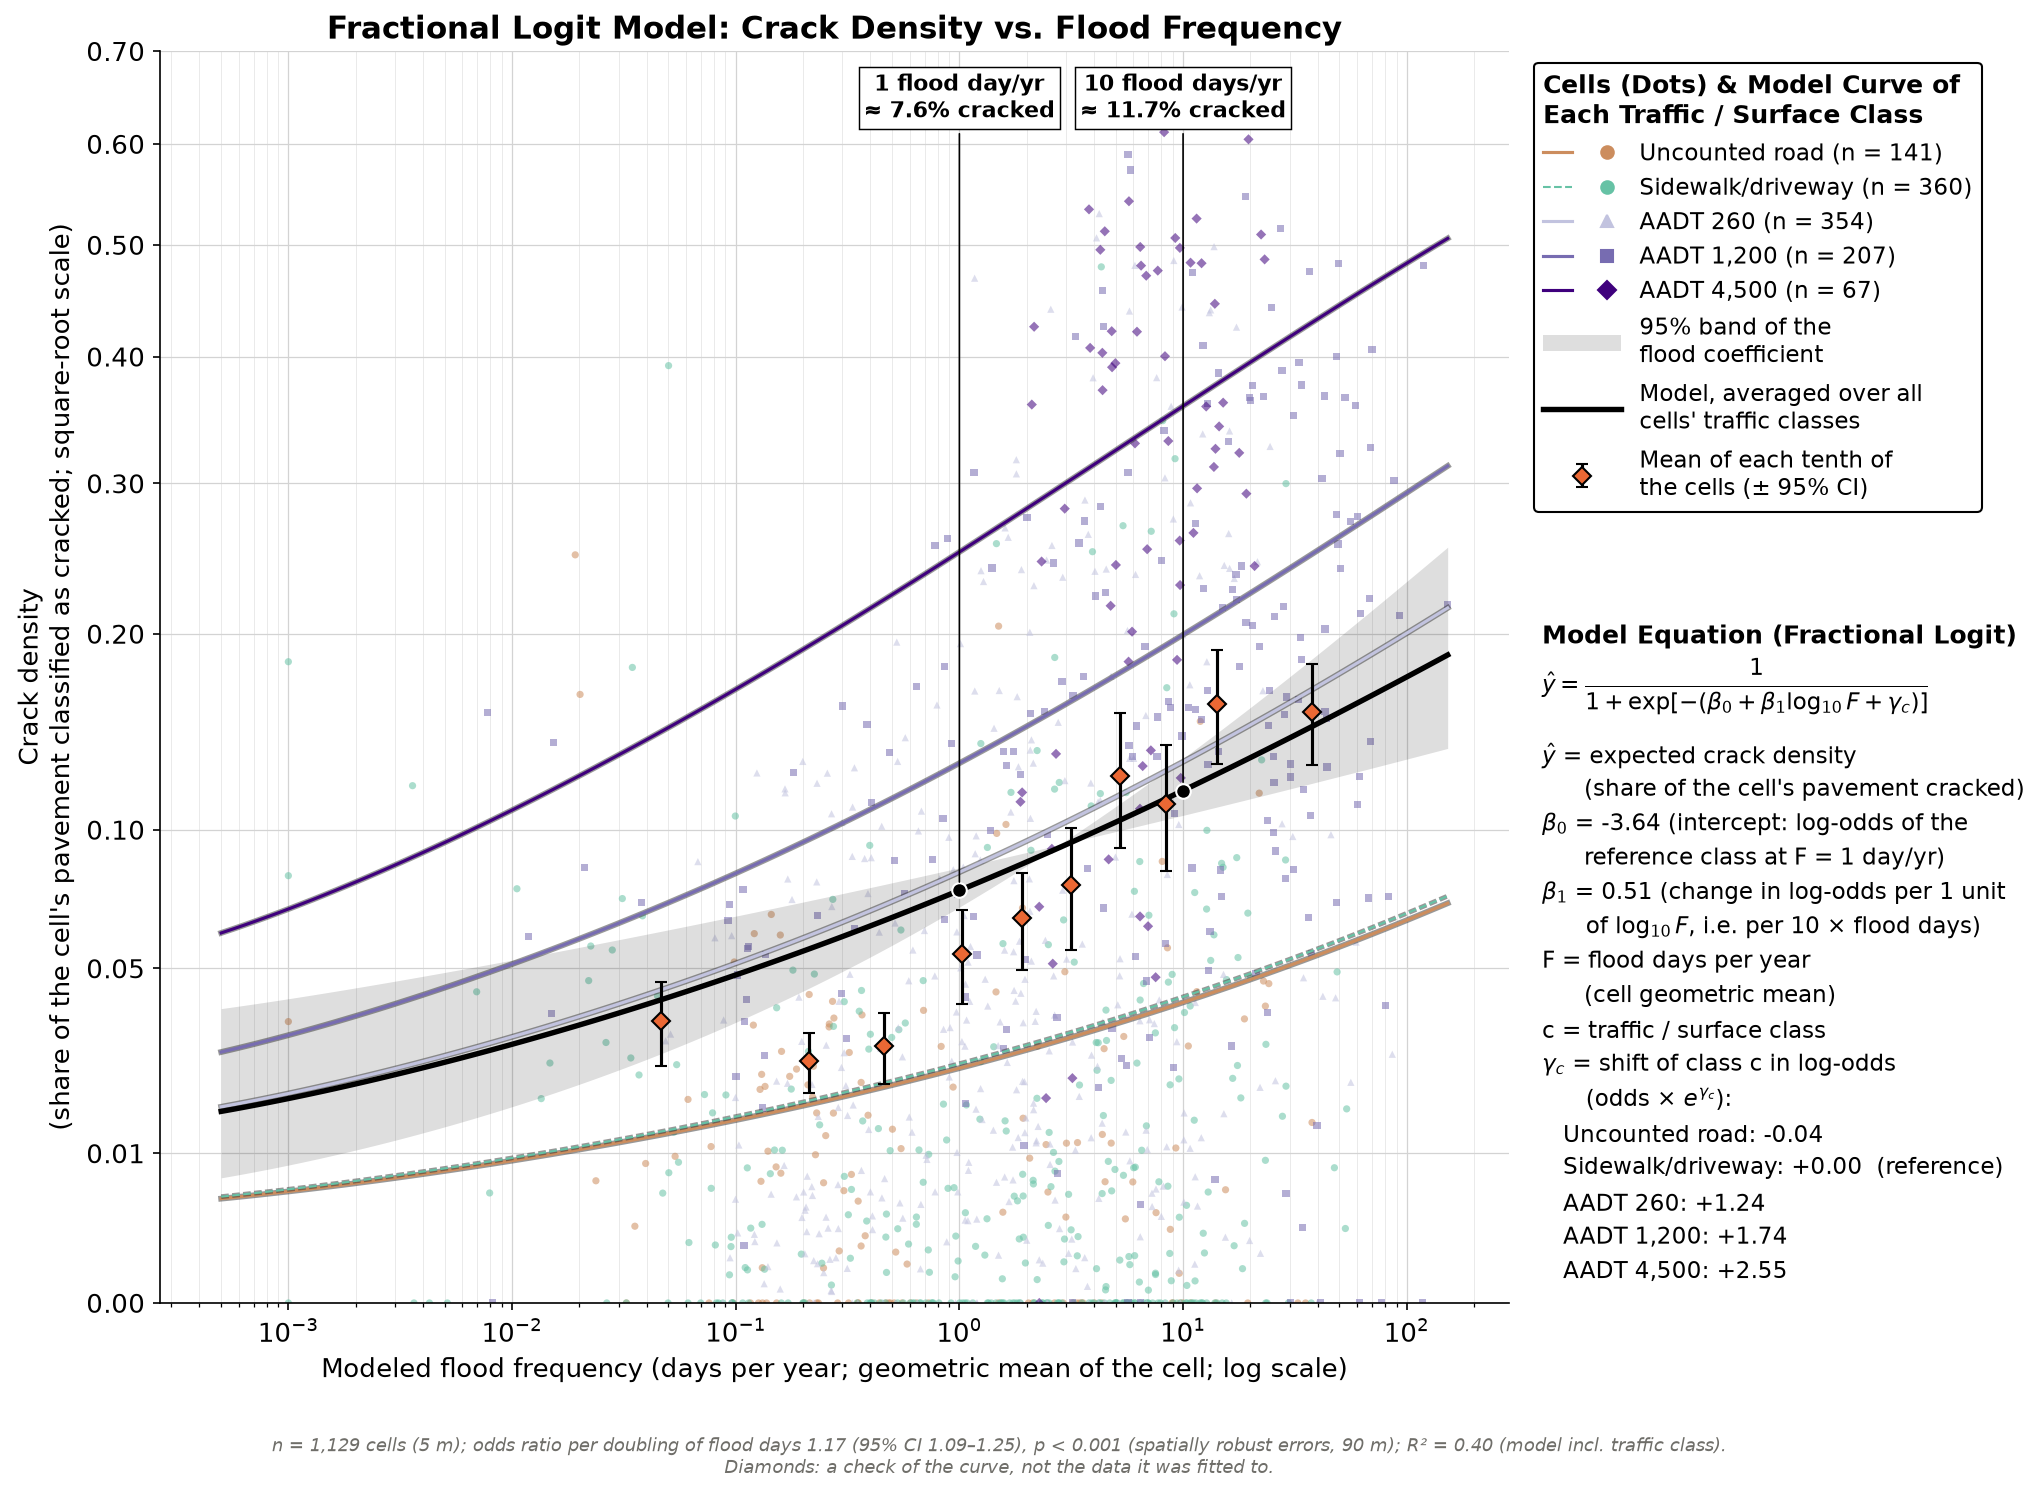 Fractional Logit Model: Crack Density vs. Flood Frequency
Crack density
(share of the cell's pavement classified as cracked; square-root scale)
0.70
0.60
0.50
0.40
0.30
0.20
0.10
0.05
0.01
0.00
1 flood day/yr
≈ 7.6% cracked
10 flood days/yr
≈ 11.7% cracked
10⁻³
10⁻²
10⁻¹
10⁰
10¹
10²
Modeled flood frequency (days per year; geometric mean of the cell; log scale)
Cells (Dots) & Model Curve of
Each Traffic / Surface Class
Uncounted road (n = 141)
Sidewalk/driveway (n = 360)
AADT 260 (n = 354)
AADT 1,200 (n = 207)
AADT 4,500 (n = 67)
95% band of the
flood coefficient
Model, averaged over all
cells' traffic classes
Mean of each tenth of
the cells (± 95% CI)
Model Equation (Fractional Logit)
ŷ = 1 / 1 + exp[−(β₀ + β₁log₁₀ F + γ_c)]
ŷ = expected crack density
(share of the cell's pavement cracked)
β₀ = -3.64 (intercept: log-odds of the
reference class at F = 1 day/yr)
β₁ = 0.51 (change in log-odds per 1 unit
of log₁₀ F, i.e. per 10 × flood days)
F = flood days per year
(cell geometric mean)
c = traffic / surface class
γ_c = shift of class c in log-odds
(odds × e^γ_c):
Uncounted road: -0.04
Sidewalk/driveway: +0.00 (reference)
AADT 260: +1.24
AADT 1,200: +1.74
AADT 4,500: +2.55
n = 1,129 cells (5 m); odds ratio per doubling of flood days 1.17 (95% CI 1.09–1.25), p < 0.001 (spatially robust errors, 90 m); R² = 0.40 (model incl. traffic class).
Diamonds: a check of the curve, not the data it was fitted to.